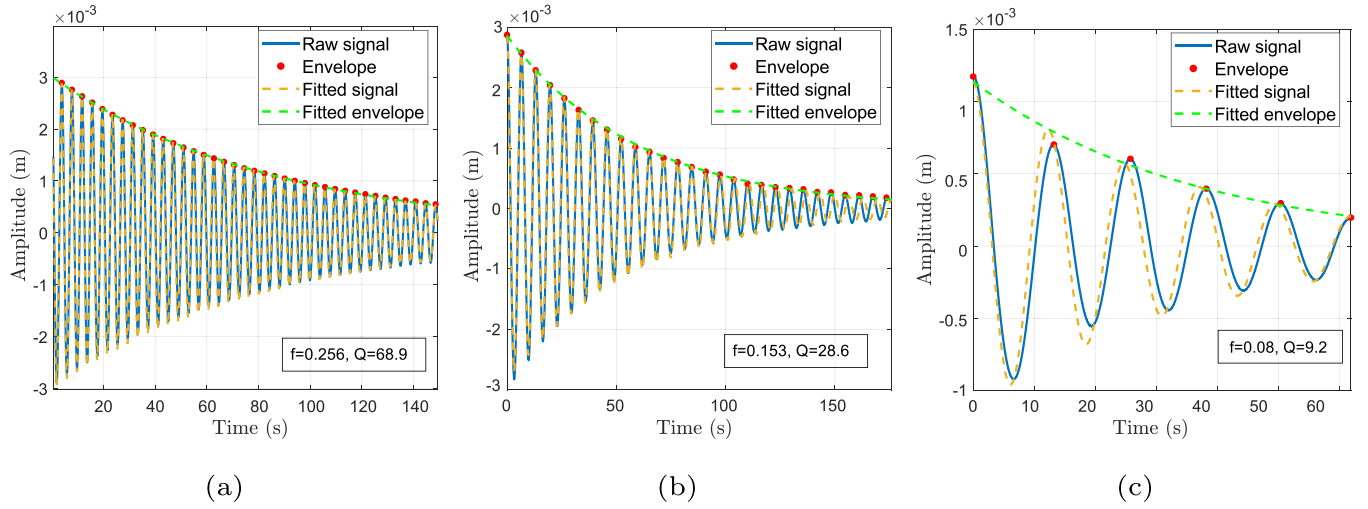 ×10⁻³
Amplitude (m)
3
2
1
0
-1
-2
-3
Raw signal
Envelope
Fitted signal
Fitted envelope
f=0.256, Q=68.9
20 40 60 80 100 120 140
Time (s)
(a)
×10⁻³
Amplitude (m)
3
2
1
0
-1
-2
-3
Raw signal
Envelope
Fitted signal
Fitted envelope
f=0.153, Q=28.6
0 50 100 150
Time (s)
(b)
×10⁻³
Amplitude (m)
1.5
1
0.5
0
-0.5
-1
Raw signal
Envelope
Fitted signal
Fitted envelope
f=0.08, Q=9.2
0 10 20 30 40 50 60
Time (s)
(c)